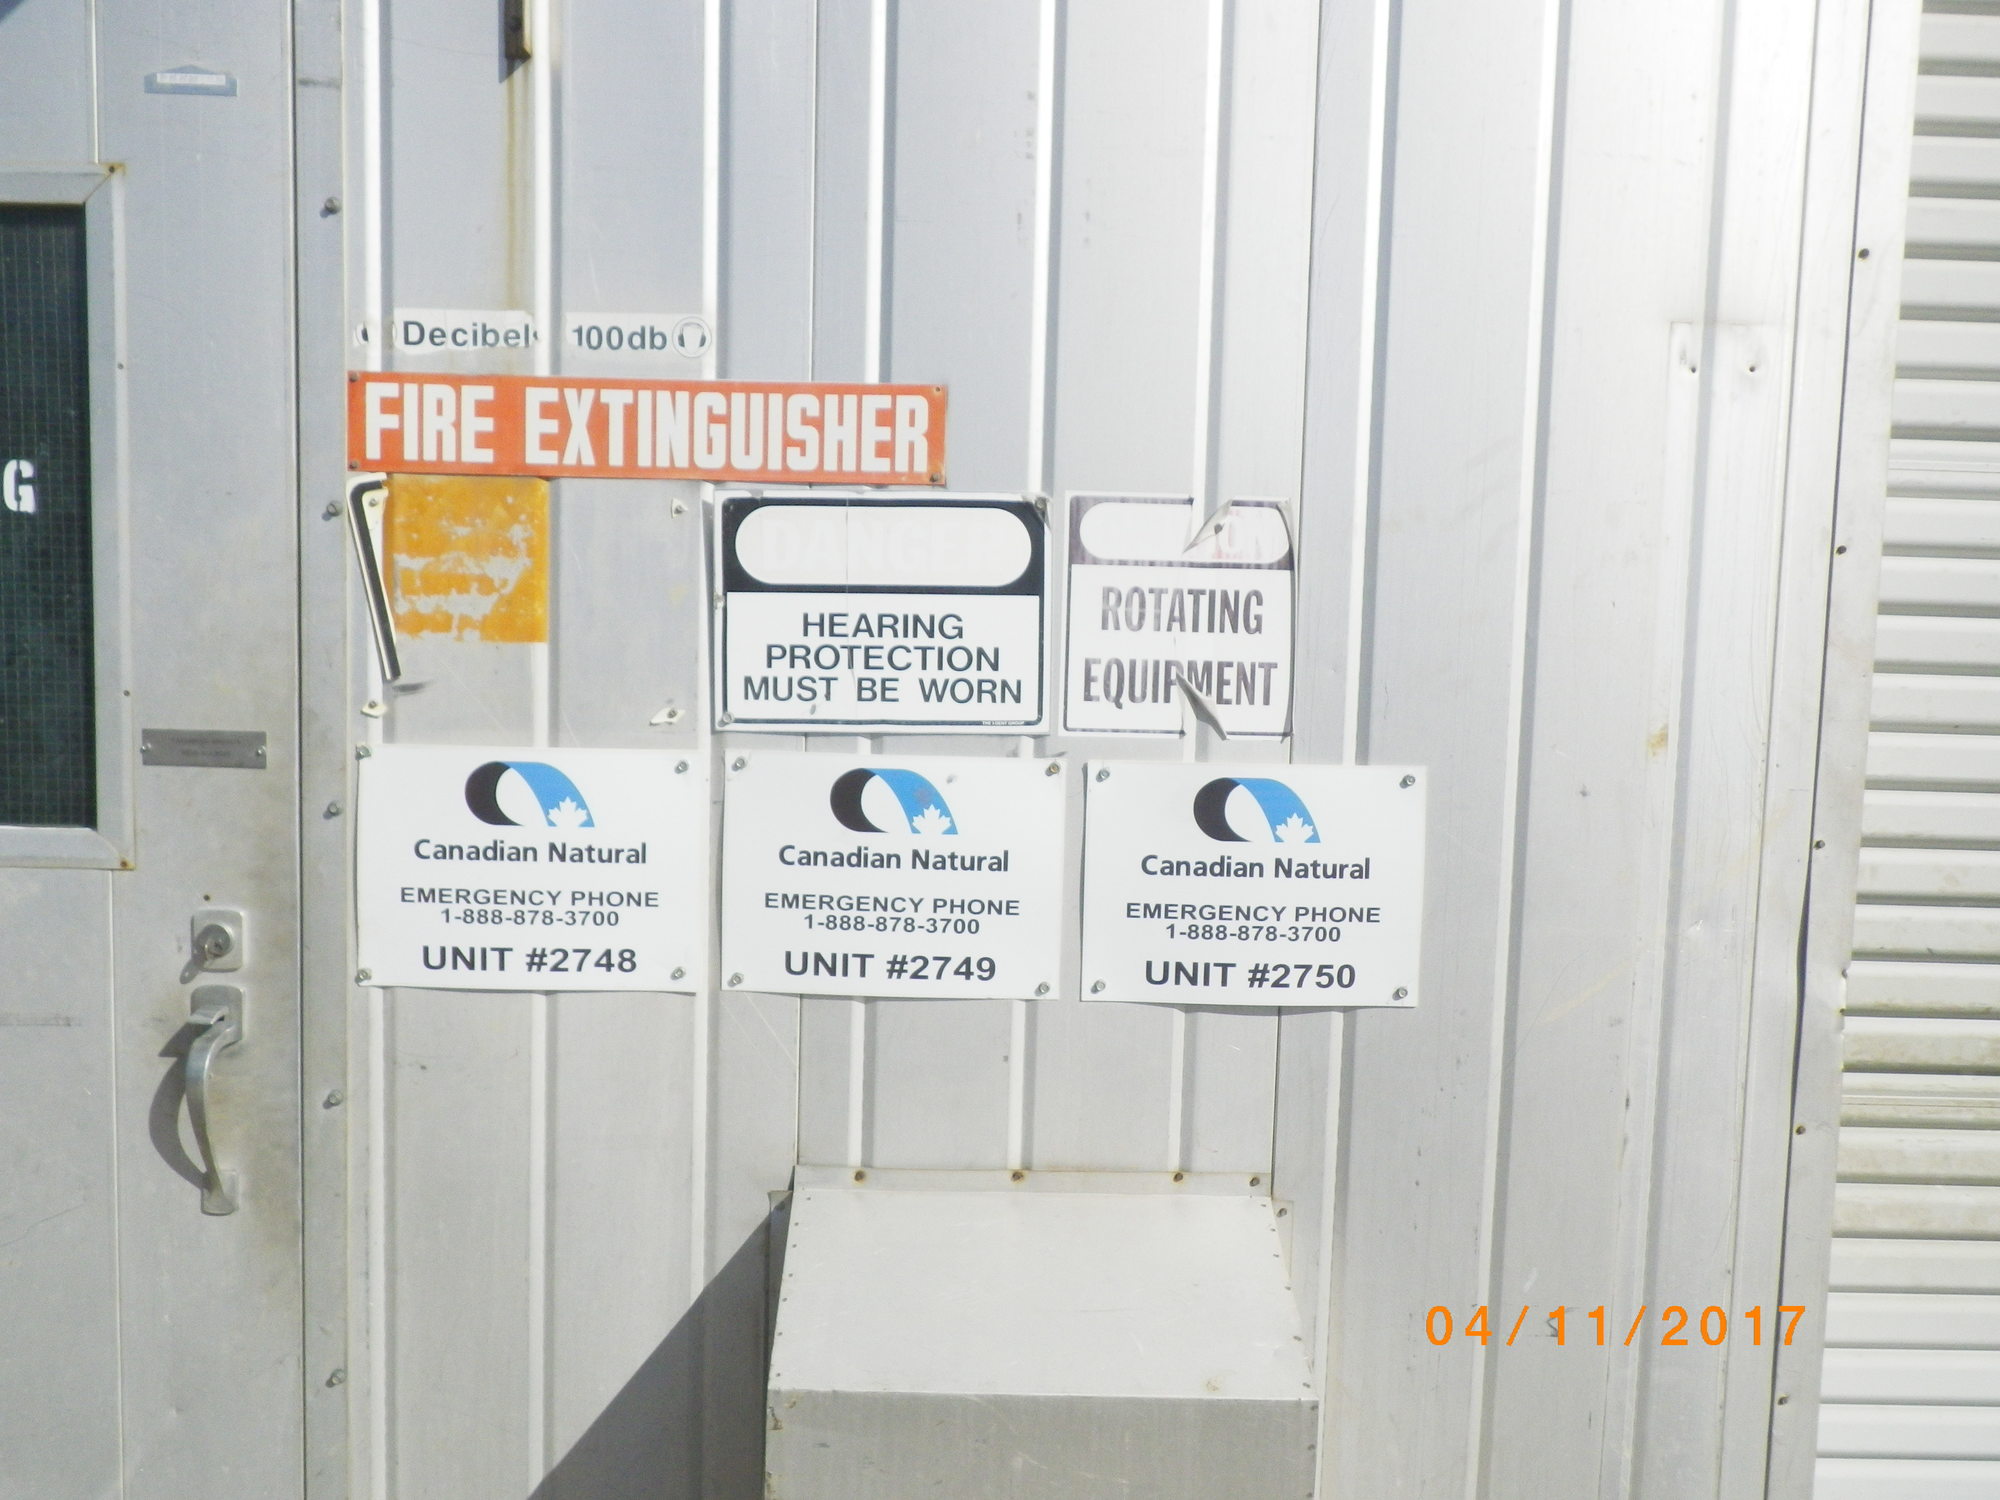 Decibel
100db
FIRE EXTINGUISHER
G
DANGER
HEARING
PROTECTION
MUST BE WORN
ROTATING
EQUIPMENT
Canadian Natural
EMERGENCY PHONE
1-888-878-3700
UNIT #2748
Canadian Natural
EMERGENCY PHONE
1-888-878-3700
UNIT #2749
Canadian Natural
EMERGENCY PHONE
1-888-878-3700
UNIT #2750
04/11/2017